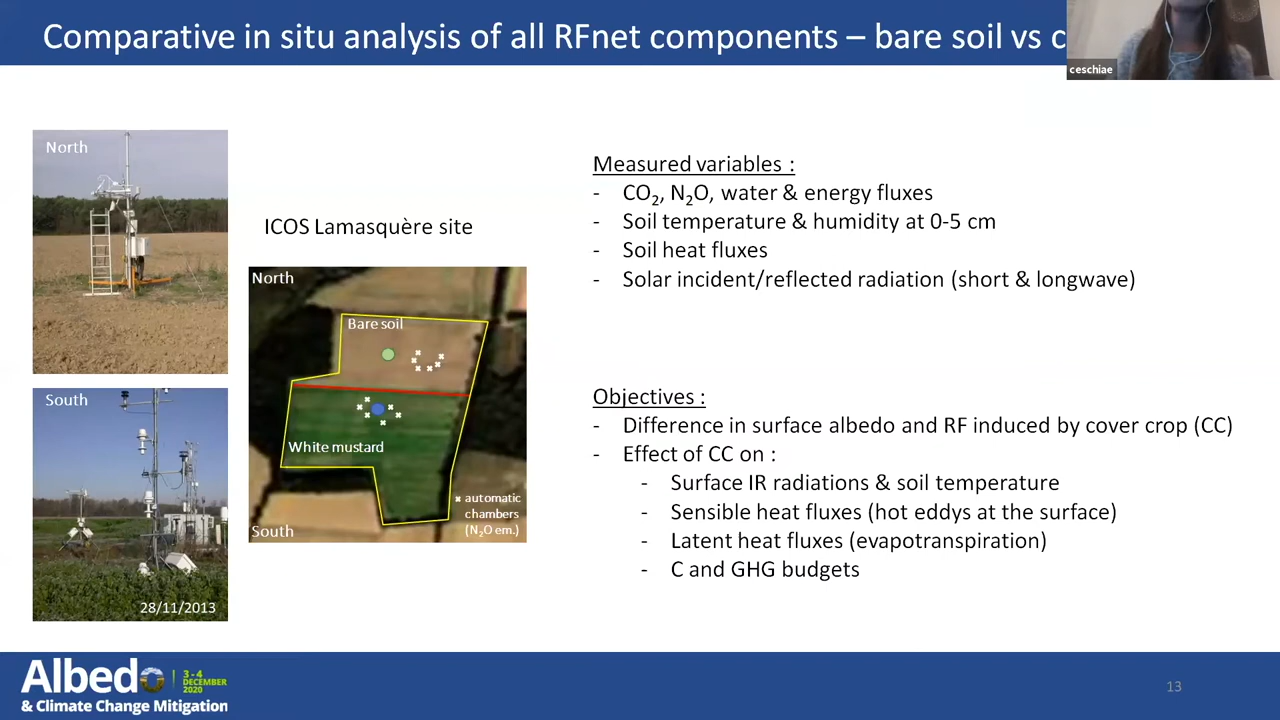 Comparative in situ analysis of all RFnet components – bare soil vs c
ceschiae
North
ICOS Lamasquère site
North
Bare soil
White mustard
× automatic
chambers
(N₂O em.)
South
South
28/11/2013
Measured variables :
- CO₂, N₂O, water & energy fluxes
- Soil temperature & humidity at 0-5 cm
- Soil heat fluxes
- Solar incident/reflected radiation (short & longwave)
Objectives :
- Difference in surface albedo and RF induced by cover crop (CC)
- Effect of CC on :
- Surface IR radiations & soil temperature
- Sensible heat fluxes (hot eddys at the surface)
- Latent heat fluxes (evapotranspiration)
- C and GHG budgets
Albedo
3-4
DECEMBER
2020
& Climate Change Mitigation
13